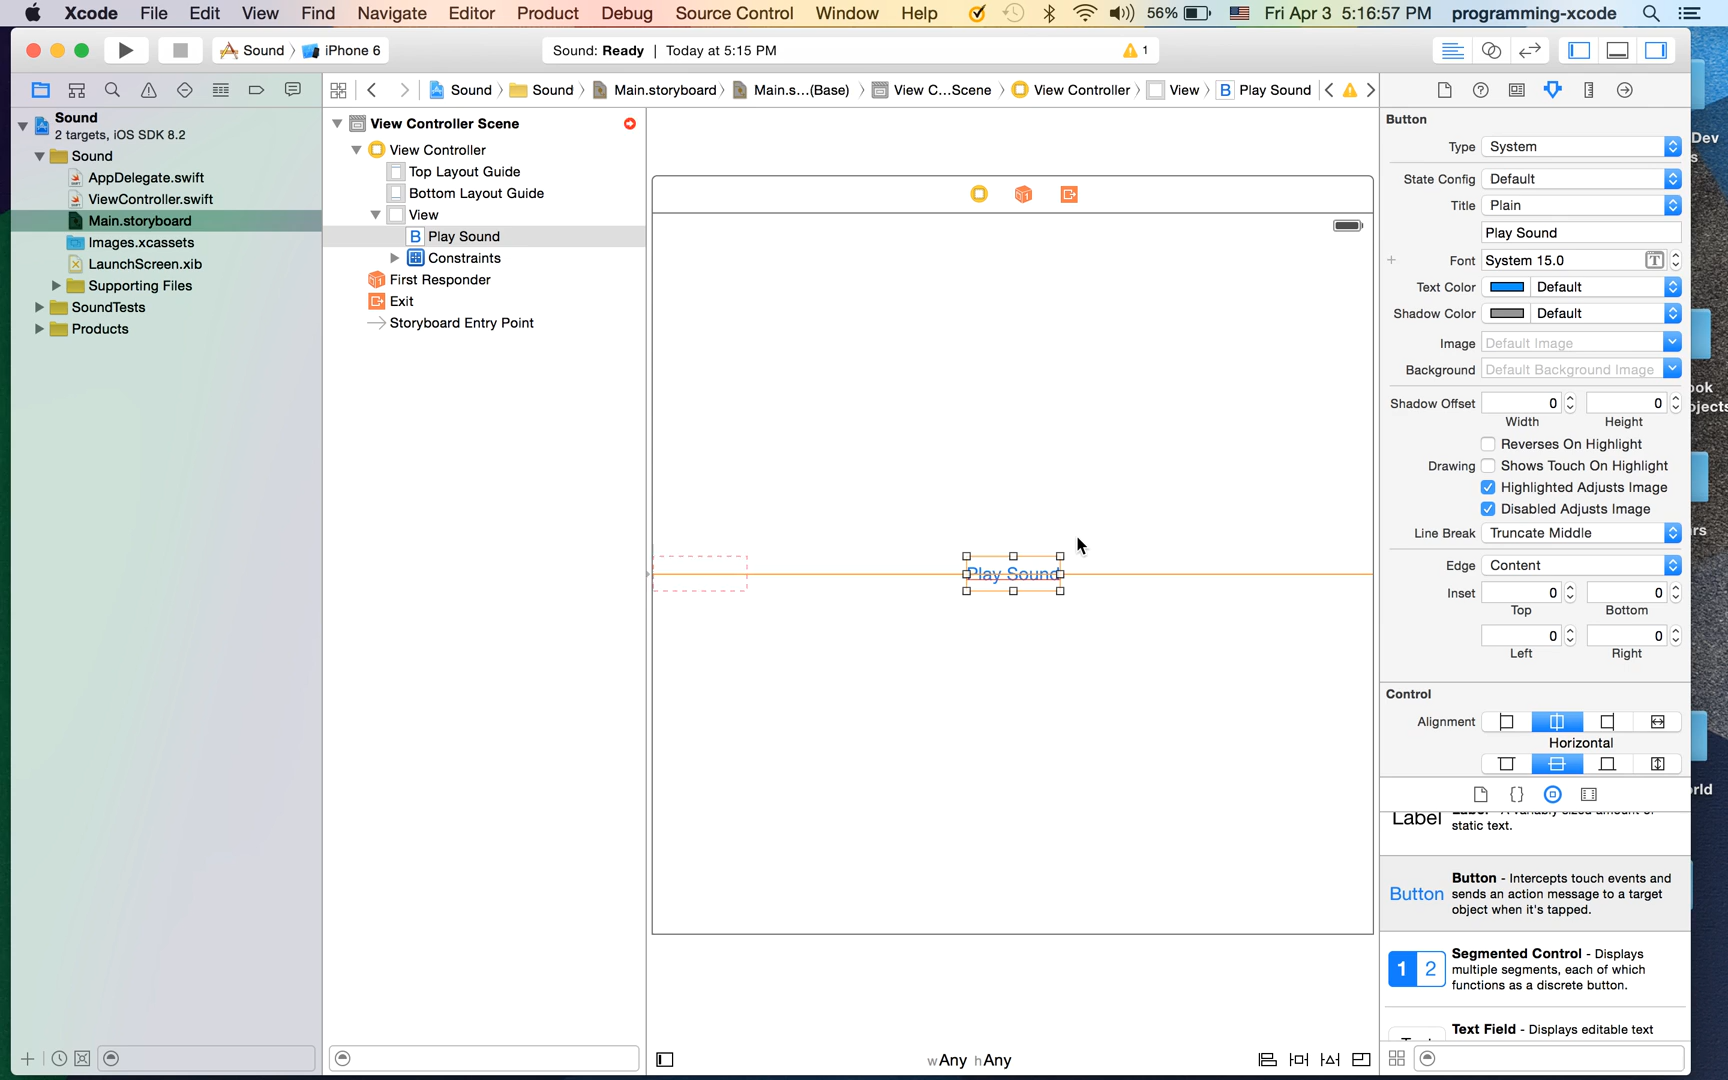 Xcode File Edit View Find Navigate Editor Product Debug Source Control Window Help 56% Fri Apr 3 5:16:57 PM programming-xcode
Sound iPhone 6 Sound: Ready | Today at 5:15 PM 1
Sound Sound Main.storyboard Main.s...(Base) View C...Scene View Controller View B Play Sound
Sound
2 targets, iOS SDK 8.2
Sound
AppDelegate.swift
ViewController.swift
Main.storyboard
Images.xcassets
LaunchScreen.xib
Supporting Files
SoundTests
Products
View Controller Scene
View Controller
Top Layout Guide
Bottom Layout Guide
View
B Play Sound
Constraints
First Responder
Exit
Storyboard Entry Point
Play Sound
wAny hAny
Button
Type System
State Config Default
Title Plain
Play Sound
Font System 15.0 T
Text Color Default
Shadow Color Default
Image Default Image
Background Default Background Image
Shadow Offset 0 0
Width Height
Reverses On Highlight
Drawing Shows Touch On Highlight
Highlighted Adjusts Image
Disabled Adjusts Image
Line Break Truncate Middle
Edge Content
Inset 0 0
Top Bottom
0 0
Left Right
Control
Alignment
Horizontal
Label
static text.
Button Button - Intercepts touch events and
sends an action message to a target
object when it's tapped.
1 2 Segmented Control - Displays
multiple segments, each of which
functions as a discrete button.
Text Field - Displays editable text
Dev